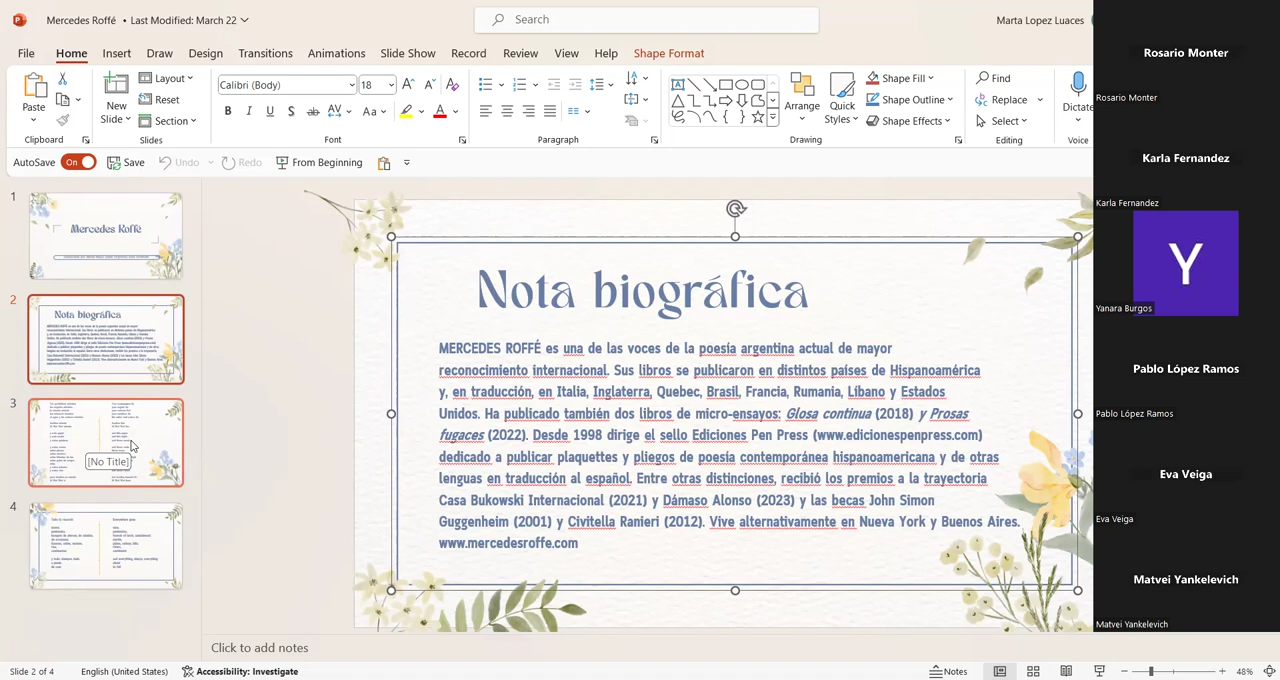 Mercedes Roffé • Last Modified: March 22
Search
Marta Lopez Luaces
File Home Insert Draw Design Transitions Animations Slide Show Record Review View Help Shape Format
Paste
New
Slide
Layout
Reset
Section
Calibri (Body) 18
B I U S ab AV Aa A
Arrange
Quick
Styles
Shape Fill
Shape Outline
Shape Effects
Find
Replace
Select
Dictate
Clipboard Slides Font Paragraph Drawing Editing Voice
AutoSave On Save Undo Redo From Beginning
1
Mercedes Roffé
2
Nota biográfica
3
[No Title]
4
Nota biográfica
MERCEDES ROFFÉ es una de las voces de la poesía argentina actual de mayor
reconocimiento internacional. Sus libros se publicaron en distintos países de Hispanoamérica
y, en traducción, en Italia, Inglaterra, Quebec, Brasil, Francia, Rumania, Líbano y Estados
Unidos. Ha publicado también dos libros de micro-ensayos: Glosa continua (2018) y Prosas
fugaces (2022). Desde 1998 dirige el sello Ediciones Pen Press (www.edicionespenpress.com)
dedicado a publicar plaquettes y pliegos de poesía contemporánea hispanoamericana y de otras
lenguas en traducción al español. Entre otras distinciones, recibió los premios a la trayectoria
Casa Bukowski Internacional (2021) y Dámaso Alonso (2023) y las becas John Simon
Guggenheim (2001) y Civitella Ranieri (2012). Vive alternativamente en Nueva York y Buenos Aires.
www.mercedesroffe.com
Click to add notes
Slide 2 of 4 English (United States) Accessibility: Investigate Notes 48%
Rosario Monter
Rosario Monter
Karla Fernandez
Karla Fernandez
Y
Yanara Burgos
Pablo López Ramos
Pablo López Ramos
Eva Veiga
Eva Veiga
Matvei Yankelevich
Matvei Yankelevich